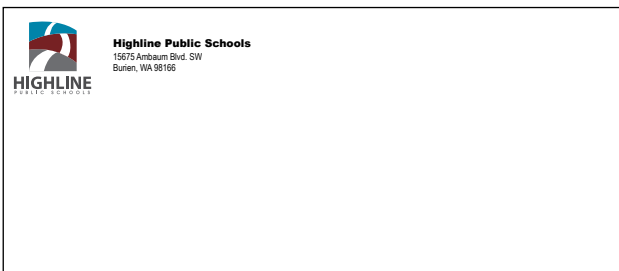 HIGHLINE
PUBLIC SCHOOLS
Highline Public Schools
15675 Ambaum Blvd. SW
Burien, WA 98166